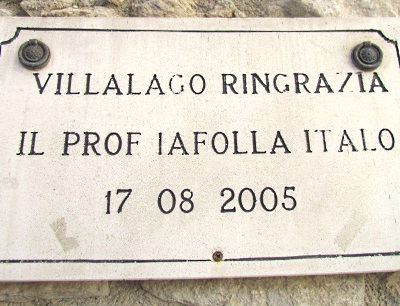 VILLALAGO RINGRAZIA
IL PROF IAFOLLA ITALO
17 08 2005